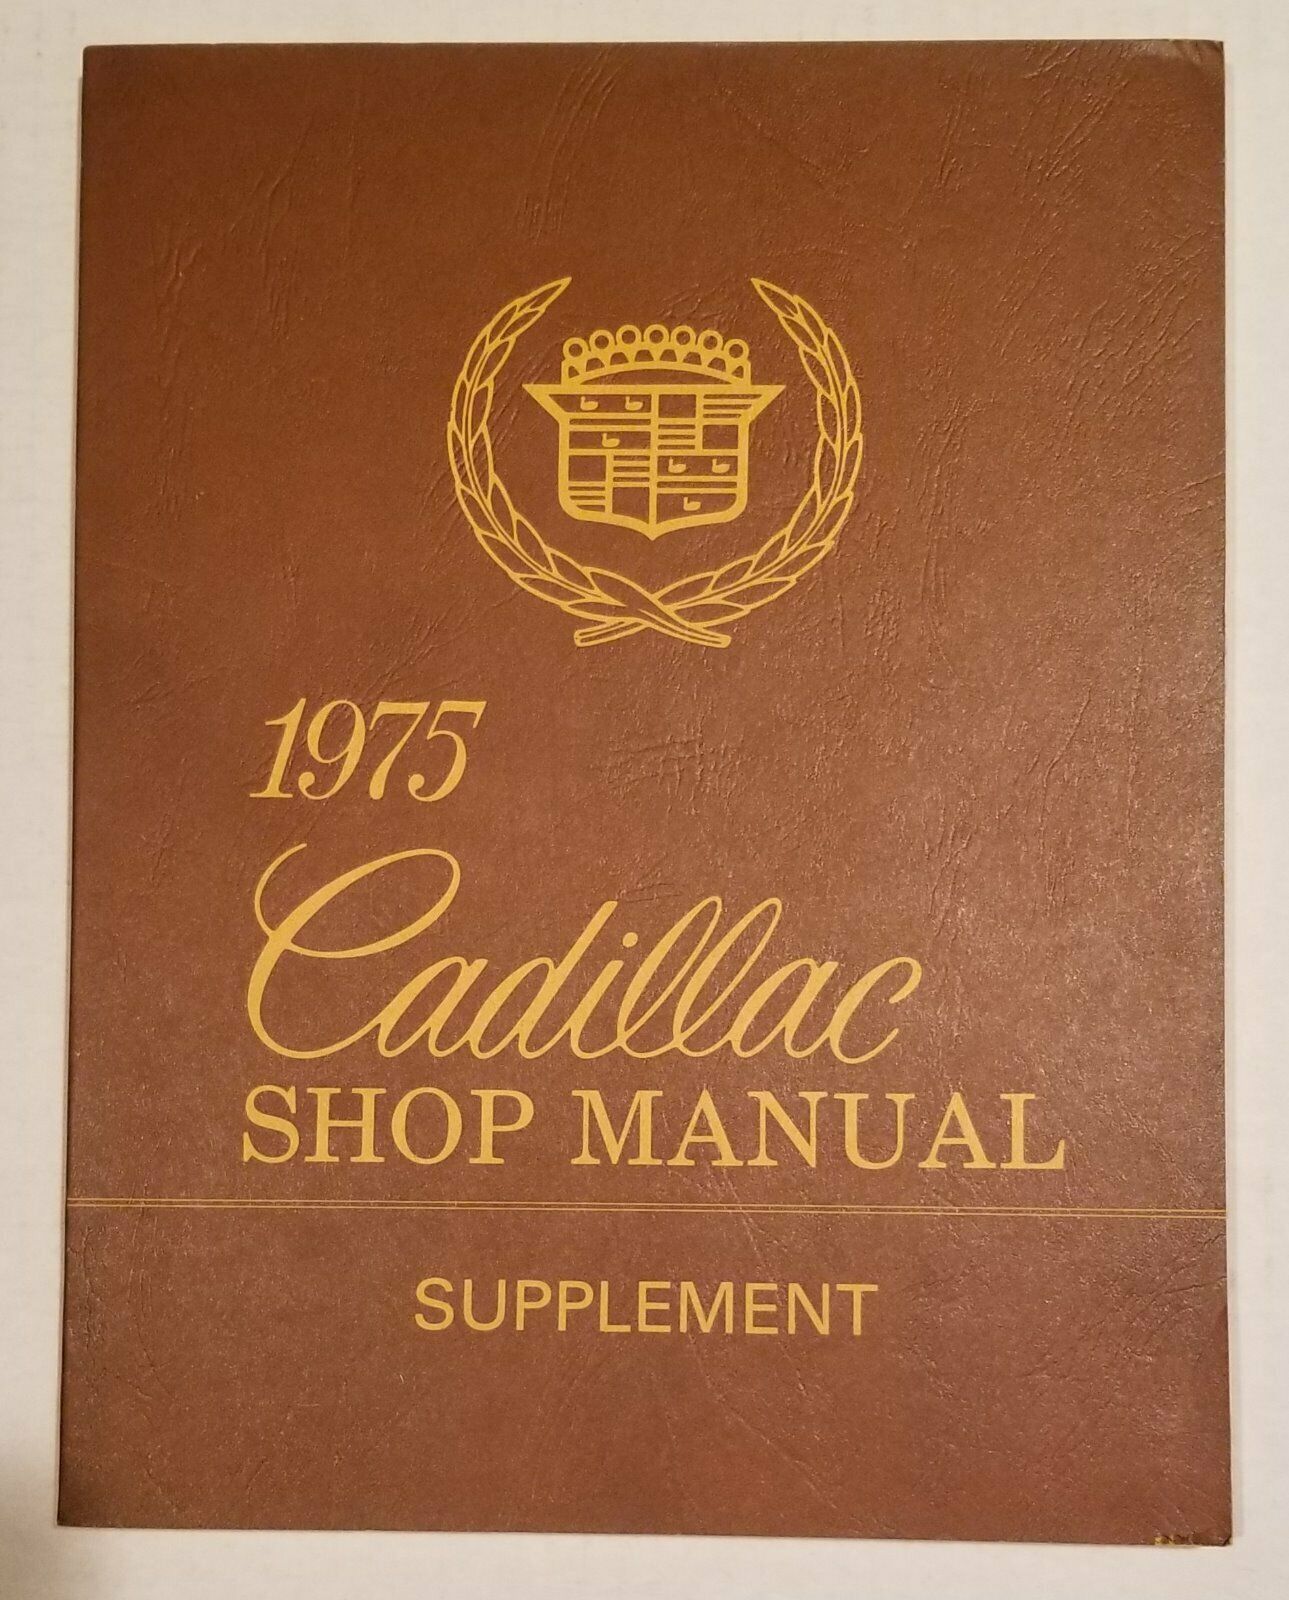 1975
Cadillac
SHOP MANUAL
SUPPLEMENT